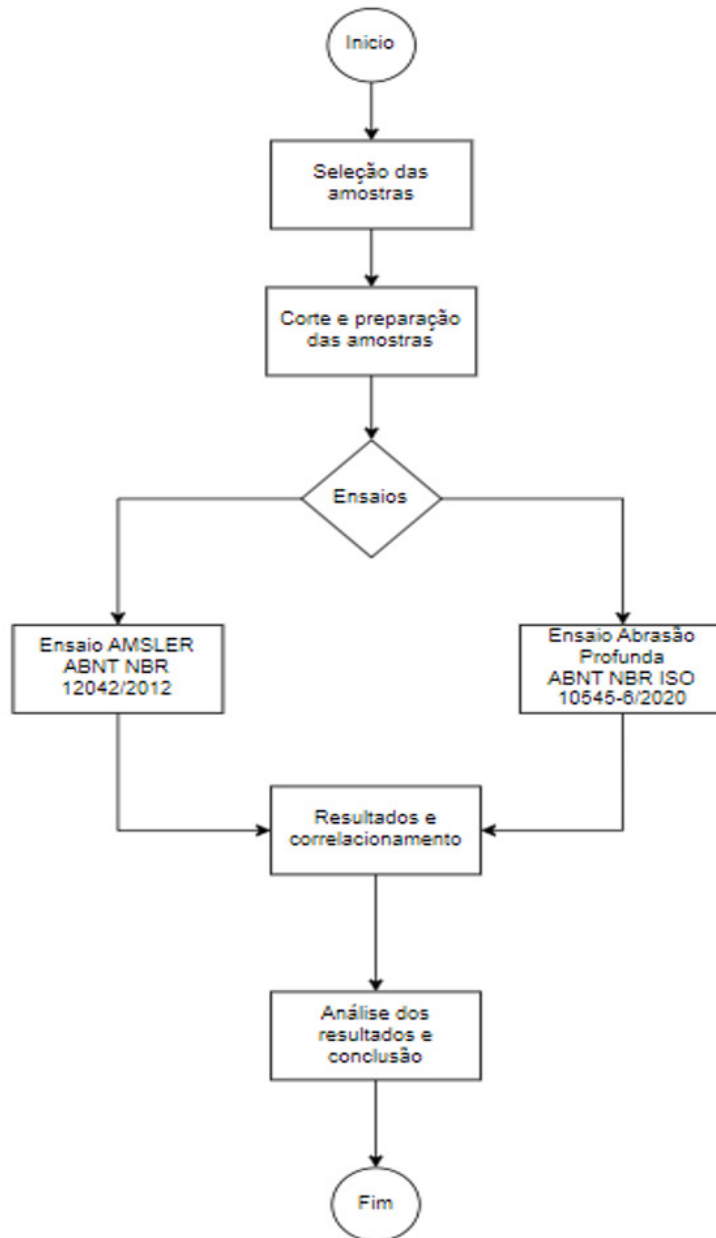 Inicio
Seleção das
amostras
Corte e preparação
das amostras
Ensaios
Ensaio AMSLER
ABNT NBR
12042/2012
Ensaio Abrasão
Profunda
ABNT NBR ISO
10545-6/2020
Resultados e
correlacionamento
Análise dos
resultados e
conclusão
Fim